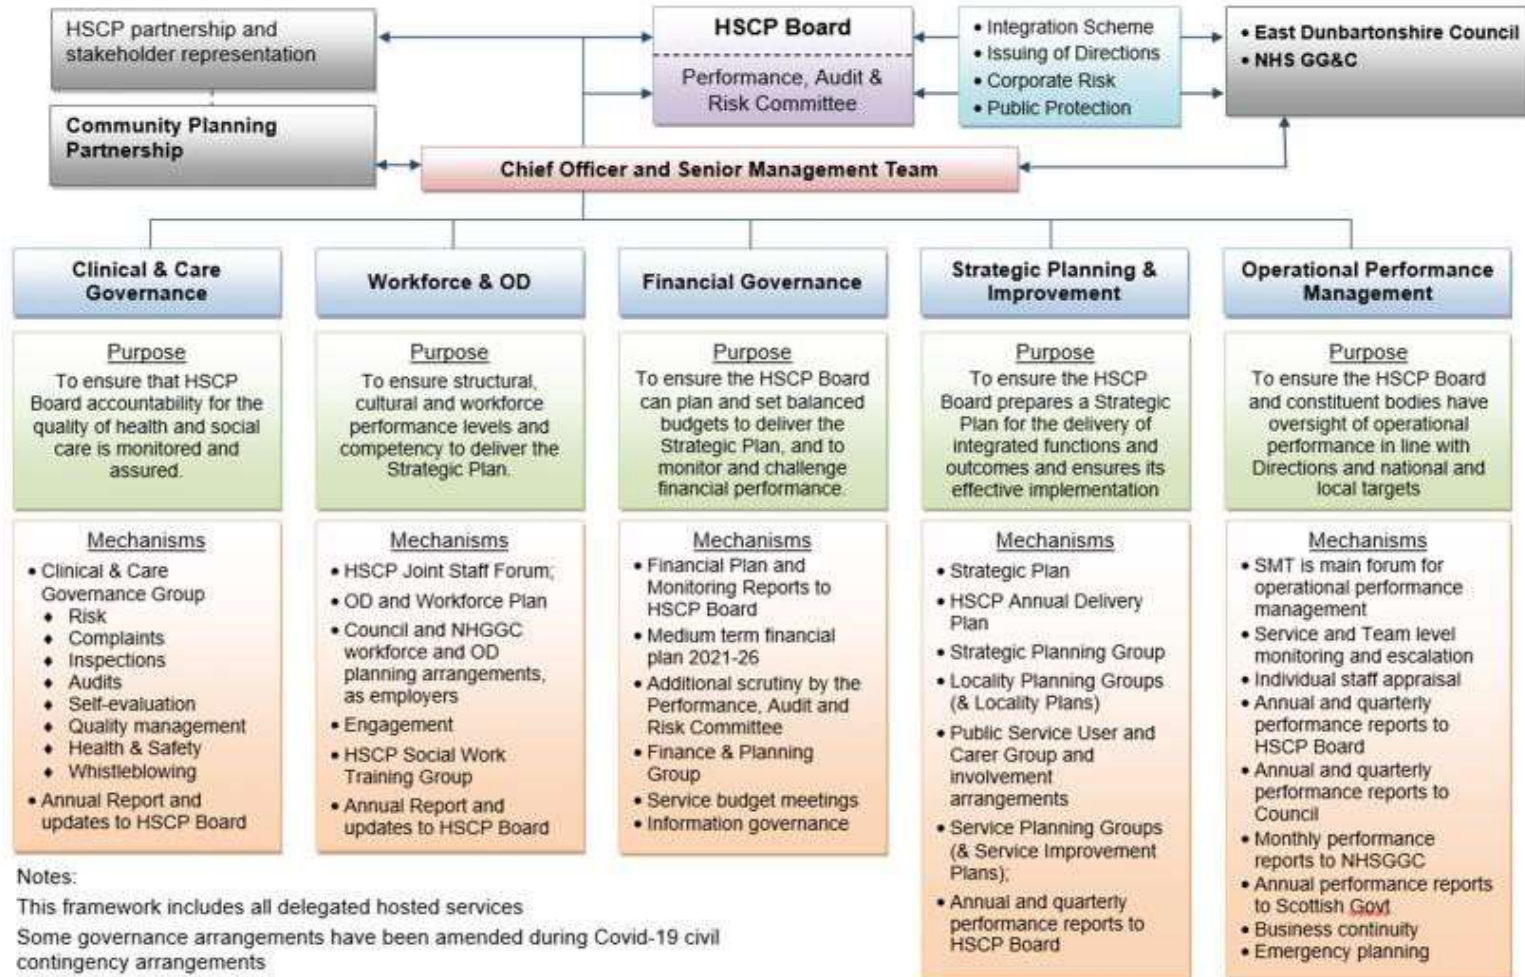 HSCP partnership and
stakeholder representation
Community Planning
Partnership
HSCP Board
Performance, Audit &
Risk Committee
• Integration Scheme
• Issuing of Directions
• Corporate Risk
• Public Protection
• East Dunbartonshire Council
• NHS GG&C
Chief Officer and Senior Management Team
Clinical & Care
Governance
Purpose
To ensure that HSCP
Board accountability for the
quality of health and social
care is monitored and
assured.
Mechanisms
• Clinical & Care
Governance Group
♦ Risk
♦ Complaints
♦ Inspections
♦ Audits
♦ Self-evaluation
♦ Quality management
♦ Health & Safety
♦ Whistleblowing
• Annual Report and
updates to HSCP Board
Workforce & OD
Purpose
To ensure structural,
cultural and workforce
performance levels and
competency to deliver the
Strategic Plan.
Mechanisms
• HSCP Joint Staff Forum;
• OD and Workforce Plan
• Council and NHGGC
workforce and OD
planning arrangements,
as employers
• Engagement
• HSCP Social Work
Training Group
• Annual Report and
updates to HSCP Board
Financial Governance
Purpose
To ensure the HSCP Board
can plan and set balanced
budgets to deliver the
Strategic Plan, and to
monitor and challenge
financial performance.
Mechanisms
• Financial Plan and
Monitoring Reports to
HSCP Board
• Medium term financial
plan 2021-26
• Additional scrutiny by the
Performance, Audit and
Risk Committee
• Finance & Planning
Group
• Service budget meetings
• Information governance
Strategic Planning &
Improvement
Purpose
To ensure the HSCP
Board prepares a Strategic
Plan for the delivery of
integrated functions and
outcomes and ensures its
effective implementation
Mechanisms
• Strategic Plan
• HSCP Annual Delivery
Plan
• Strategic Planning Group
• Locality Planning Groups
(& Locality Plans)
• Public Service User and
Carer Group and
involvement
arrangements
• Service Planning Groups
(& Service Improvement
Plans);
• Annual and quarterly
performance reports to
HSCP Board
Operational Performance
Management
Purpose
To ensure the HSCP Board
and constituent bodies have
oversight of operational
performance in line with
Directions and national and
local targets
Mechanisms
• SMT is main forum for
operational performance
management
• Service and Team level
monitoring and escalation
• Individual staff appraisal
• Annual and quarterly
performance reports to
HSCP Board
• Annual and quarterly
performance reports to
Council
• Monthly performance
reports to NHSGGC
• Annual performance reports
to Scottish Govt
• Business continuity
• Emergency planning
Notes:
This framework includes all delegated hosted services
Some governance arrangements have been amended during Covid-19 civil
contingency arrangements